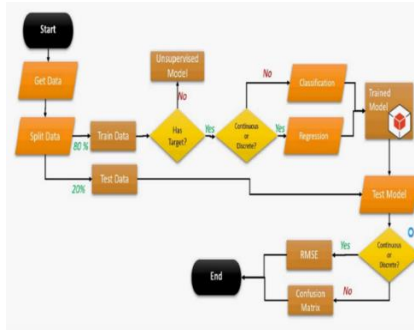 Start
Get Data
Unsupervised
Model
No
Split Data
80 %
Train Data
Has
Target?
Yes
Continuous
or
Discrete?
No
Classification
Yes
Regression
Trained
Model
20%
Test Data
Test Model
Continuous
or
Discrete?
Yes
RMSE
No
Confusion
Matrix
End